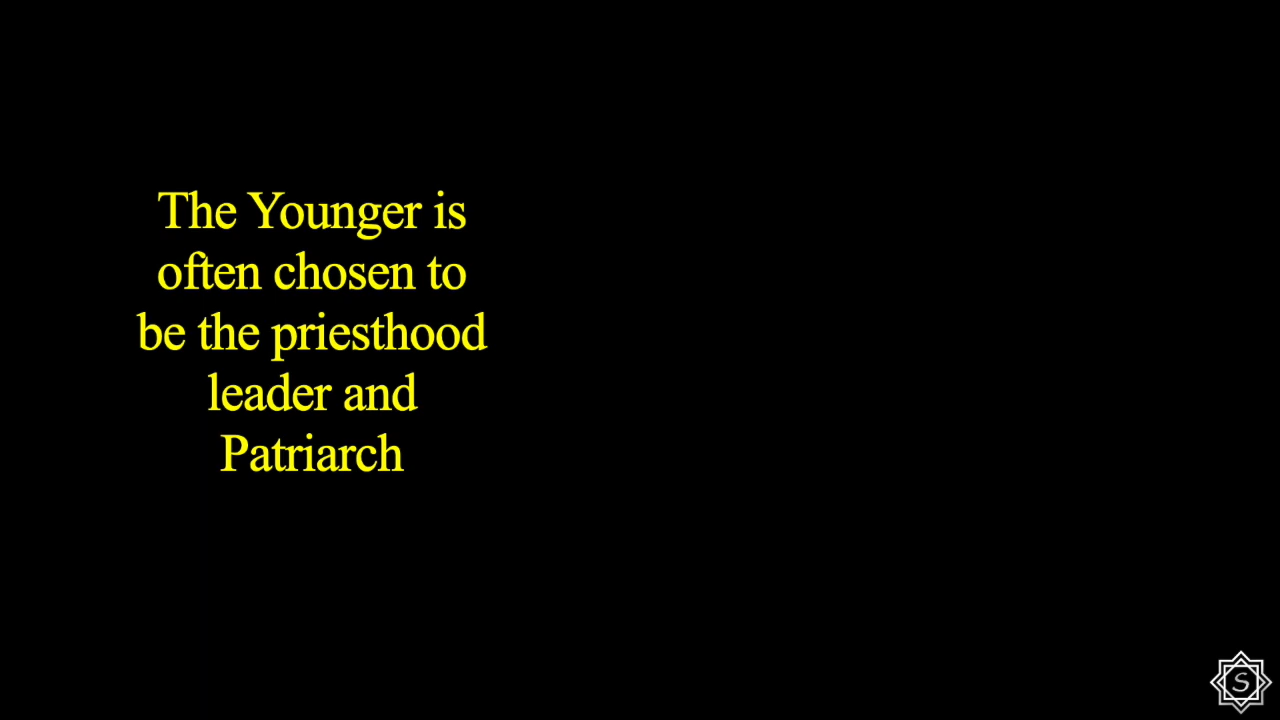 The Younger is
often chosen to
be the priesthood
leader and
Patriarch
S